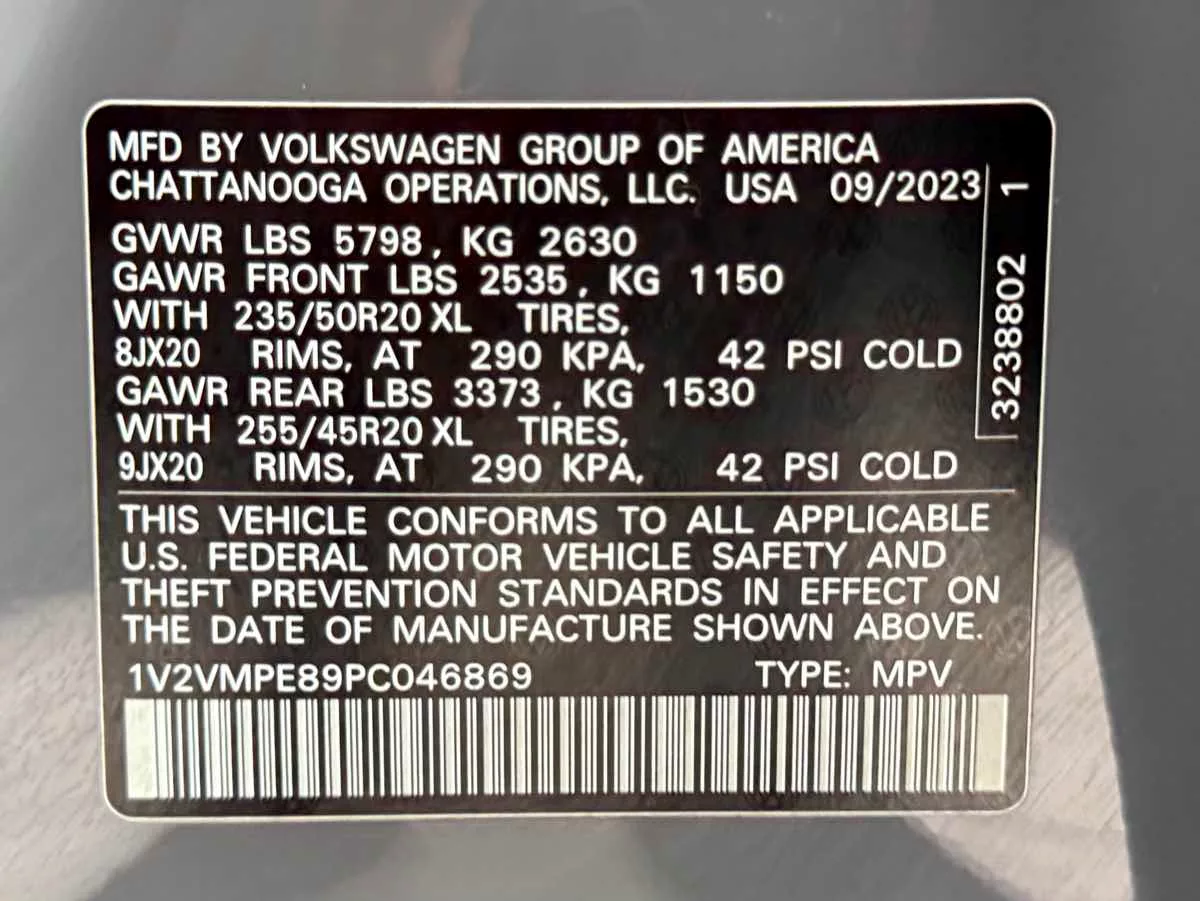 MFD BY VOLKSWAGEN GROUP OF AMERICA
CHATTANOOGA OPERATIONS, LLC. USA 09/2023
GVWR LBS 5798, KG 2630
GAWR FRONT LBS 2535, KG 1150
WITH 235/50R20 XL TIRES,
8JX20 RIMS, AT 290 KPA, 42 PSI COLD
GAWR REAR LBS 3373, KG 1530
WITH 255/45R20 XL TIRES,
9JX20 RIMS, AT 290 KPA, 42 PSI COLD
3238802 1
THIS VEHICLE CONFORMS TO ALL APPLICABLE
U.S. FEDERAL MOTOR VEHICLE SAFETY AND
THEFT PREVENTION STANDARDS IN EFFECT ON
THE DATE OF MANUFACTURE SHOWN ABOVE.
1V2VMPE89PC046869 TYPE: MPV